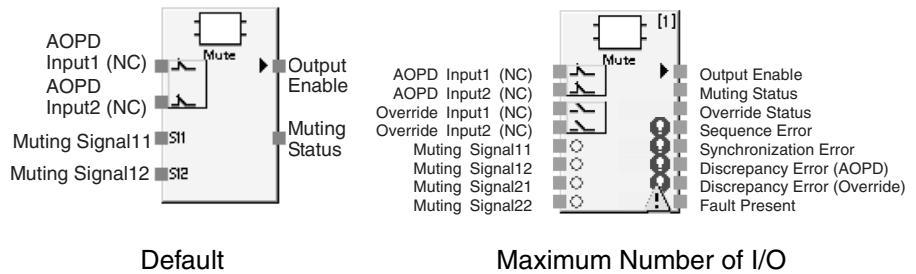 AOPD
Input1 (NC)
AOPD
Input2 (NC)
Muting Signal11
Muting Signal12
Mute
SI1
SI2
Output
Enable
Muting
Status
Default
[1]
Mute
AOPD Input1 (NC)
AOPD Input2 (NC)
Override Input1 (NC)
Override Input2 (NC)
Muting Signal11
Muting Signal12
Muting Signal21
Muting Signal22
Output Enable
Muting Status
Override Status
Sequence Error
Synchronization Error
Discrepancy Error (AOPD)
Discrepancy Error (Override)
Fault Present
Maximum Number of I/O